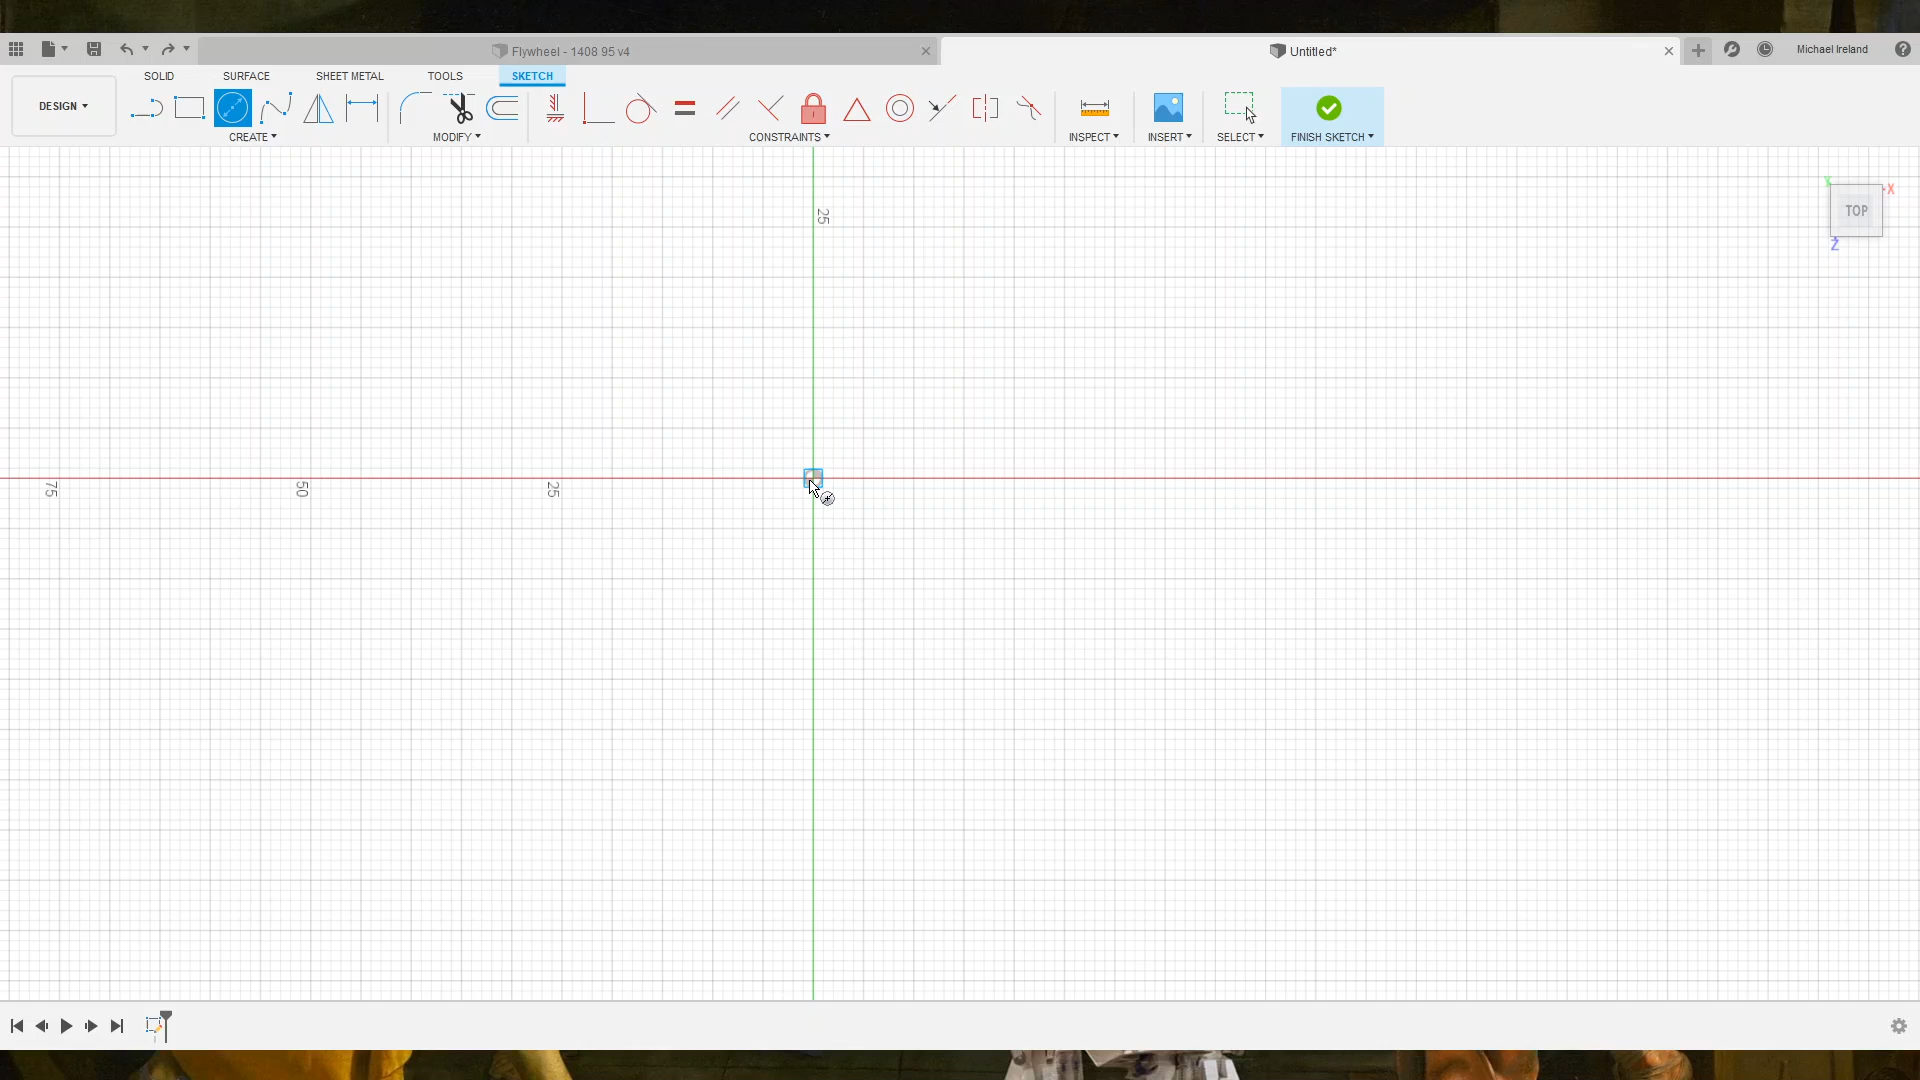 Flywheel - 1408 95 v4
Untitled*
Michael Ireland
SOLID
SURFACE
SHEET METAL
TOOLS
SKETCH
DESIGN
CREATE
MODIFY
CONSTRAINTS
INSPECT
INSERT
SELECT
FINISH SKETCH
Y
X
TOP
Z
25
75
50
25